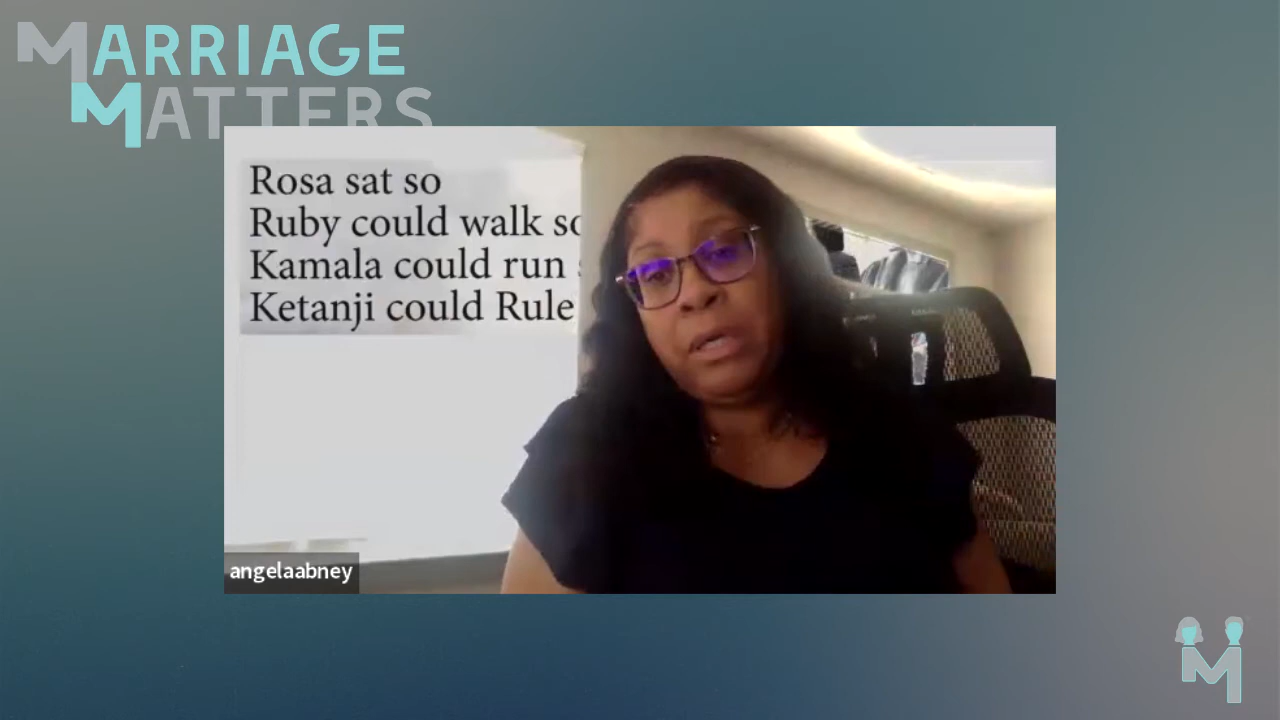 MARRIAGE
MATTERS
Rosa sat so
Ruby could walk so
Kamala could run
Ketanji could Rule
angelaabney
M